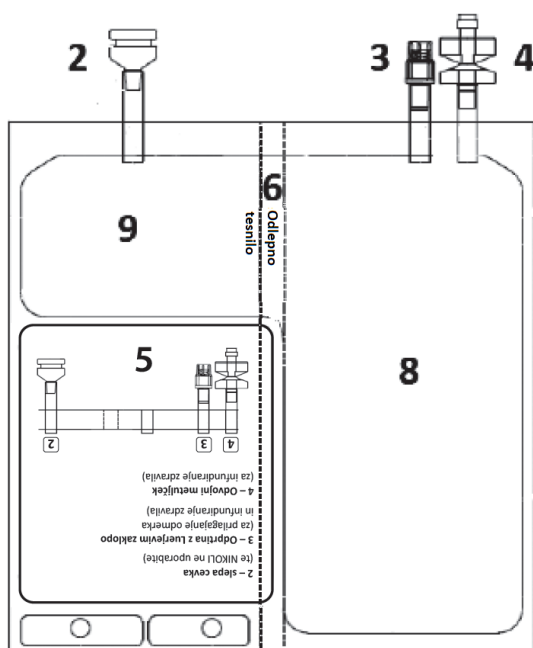 2
3
4
6
Odlepno
tesnilo
9
8
5
2
3
4
2 – slepa cevka
(te NIKOLI ne uporabite)
3 – Odprtina z Luerjevim zaklopo
(za prilagajanje odmerka
in infundiranje zdravila)
4 – Odvojni metuljček
(za infundiranje zdravila)